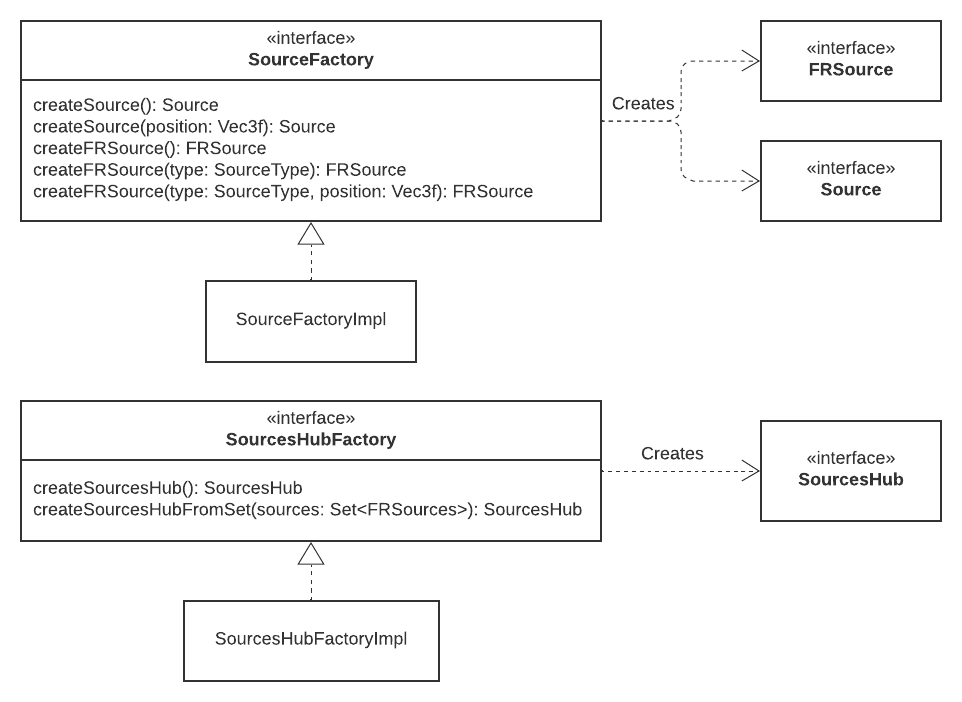 «interface»
SourceFactory
createSource(): Source
createSource(position: Vec3f): Source
createFRSource(): FRSource
createFRSource(type: SourceType): FRSource
createFRSource(type: SourceType, position: Vec3f): FRSource
Creates
«interface»
FRSource
«interface»
Source
SourceFactoryImpl
«interface»
SourcesHubFactory
createSourcesHub(): SourcesHub
createSourcesHubFromSet(sources: Set<FRSources>): SourcesHub
Creates
«interface»
SourcesHub
SourcesHubFactoryImpl